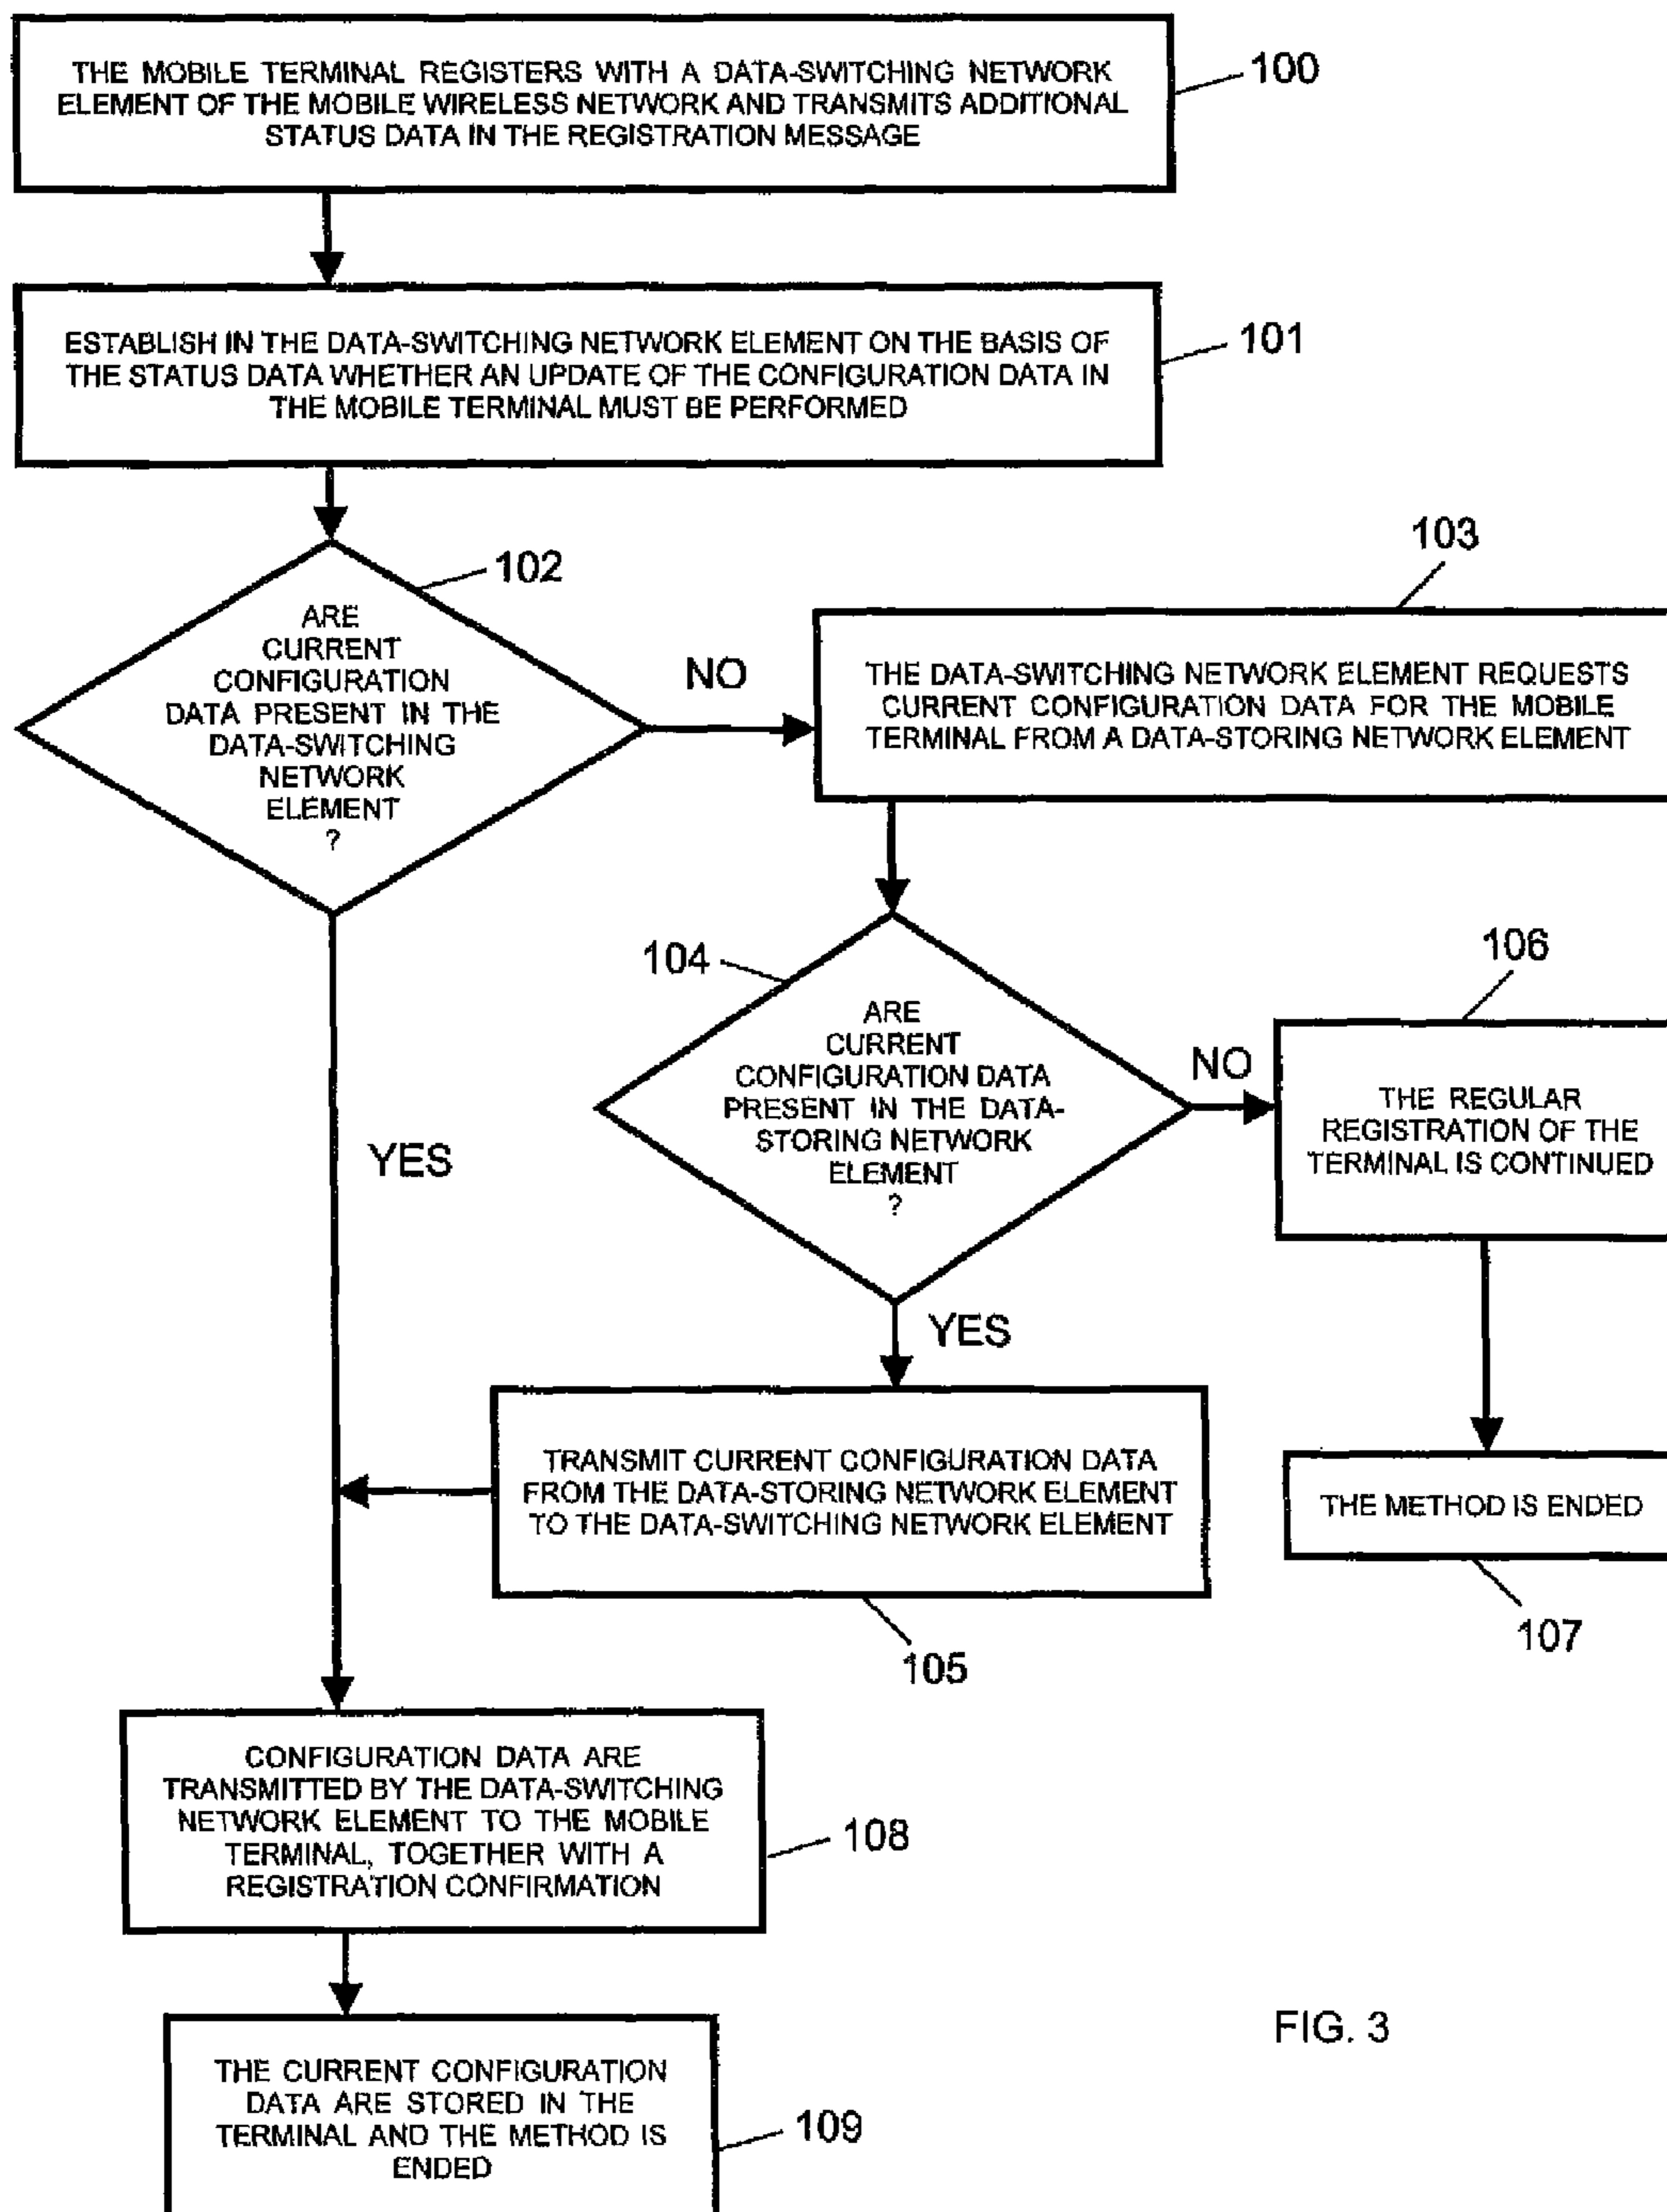 THE MOBILE TERMINAL REGISTERS WITH A DATA-SWITCHING NETWORK
ELEMENT OF THE MOBILE WIRELESS NETWORK AND TRANSMITS ADDITIONAL
STATUS DATA IN THE REGISTRATION MESSAGE
100
ESTABLISH IN THE DATA-SWITCHING NETWORK ELEMENT ON THE BASIS OF
THE STATUS DATA WHETHER AN UPDATE OF THE CONFIGURATION DATA IN
THE MOBILE TERMINAL MUST BE PERFORMED
101
102
ARE
CURRENT
CONFIGURATION
DATA PRESENT IN THE
DATA-SWITCHING
NETWORK
ELEMENT
?
NO
103
THE DATA-SWITCHING NETWORK ELEMENT REQUESTS
CURRENT CONFIGURATION DATA FOR THE MOBILE
TERMINAL FROM A DATA-STORING NETWORK ELEMENT
104
ARE
CURRENT
CONFIGURATION DATA
PRESENT IN THE DATA-
STORING NETWORK
ELEMENT
?
NO
106
THE REGULAR
REGISTRATION OF THE
TERMINAL IS CONTINUED
YES
YES
TRANSMIT CURRENT CONFIGURATION DATA
FROM THE DATA-STORING NETWORK ELEMENT
TO THE DATA-SWITCHING NETWORK ELEMENT
105
THE METHOD IS ENDED
107
CONFIGURATION DATA ARE
TRANSMITTED BY THE DATA-SWITCHING
NETWORK ELEMENT TO THE MOBILE
TERMINAL, TOGETHER WITH A
REGISTRATION CONFIRMATION
108
THE CURRENT CONFIGURATION
DATA ARE STORED IN THE
TERMINAL AND THE METHOD IS
ENDED
109
FIG. 3